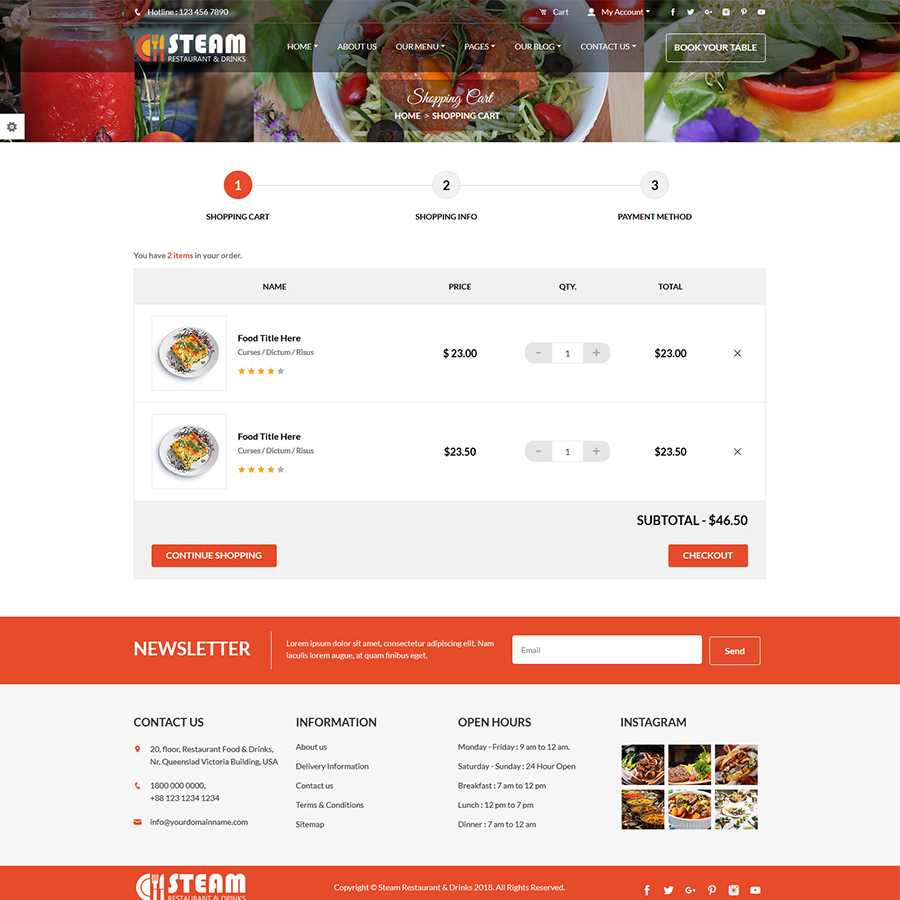 Hotline : 123 456 7890
Cart
My Account
STEAM
RESTAURANT & DRINKS
HOME
ABOUT US
OUR MENU
PAGES
OUR BLOG
CONTACT US
BOOK YOUR TABLE
Shopping Cart
HOME > SHOPPING CART
1
2
3
SHOPPING CART
SHOPPING INFO
PAYMENT METHOD
You have 2 items in your order.
NAME PRICE QTY. TOTAL
Food Title Here
Curses / Dictum / Risus
$ 23.00
− 1 +
$23.00
Food Title Here
Curses / Dictum / Risus
$23.50
− 1 +
$23.50
SUBTOTAL - $46.50
CONTINUE SHOPPING
CHECKOUT
NEWSLETTER
Lorem ipsum dolor sit amet, consectetur adipiscing elit. Nam
iaculis lorem augue, at quam finibus eget.
Email
Send
CONTACT US
20, floor, Restaurant Food & Drinks,
Nr, Queenslad Victoria Building, USA
1800 0000 0000,
+88 123 1234 1234
info@yourdomainname.com
INFORMATION
About us
Delivery Information
Contact us
Terms & Conditions
Sitemap
OPEN HOURS
Monday - Friday : 9 am to 12 am.
Saturday - Sunday : 24 Hour Open
Breakfast : 7 am to 12 pm
Lunch : 12 pm to 7 pm
Dinner : 7 am to 12 am
INSTAGRAM
STEAM
RESTAURANT & DRINKS
Copyright © Steam Restaurant & Drinks 2018. All Rights Reserved.